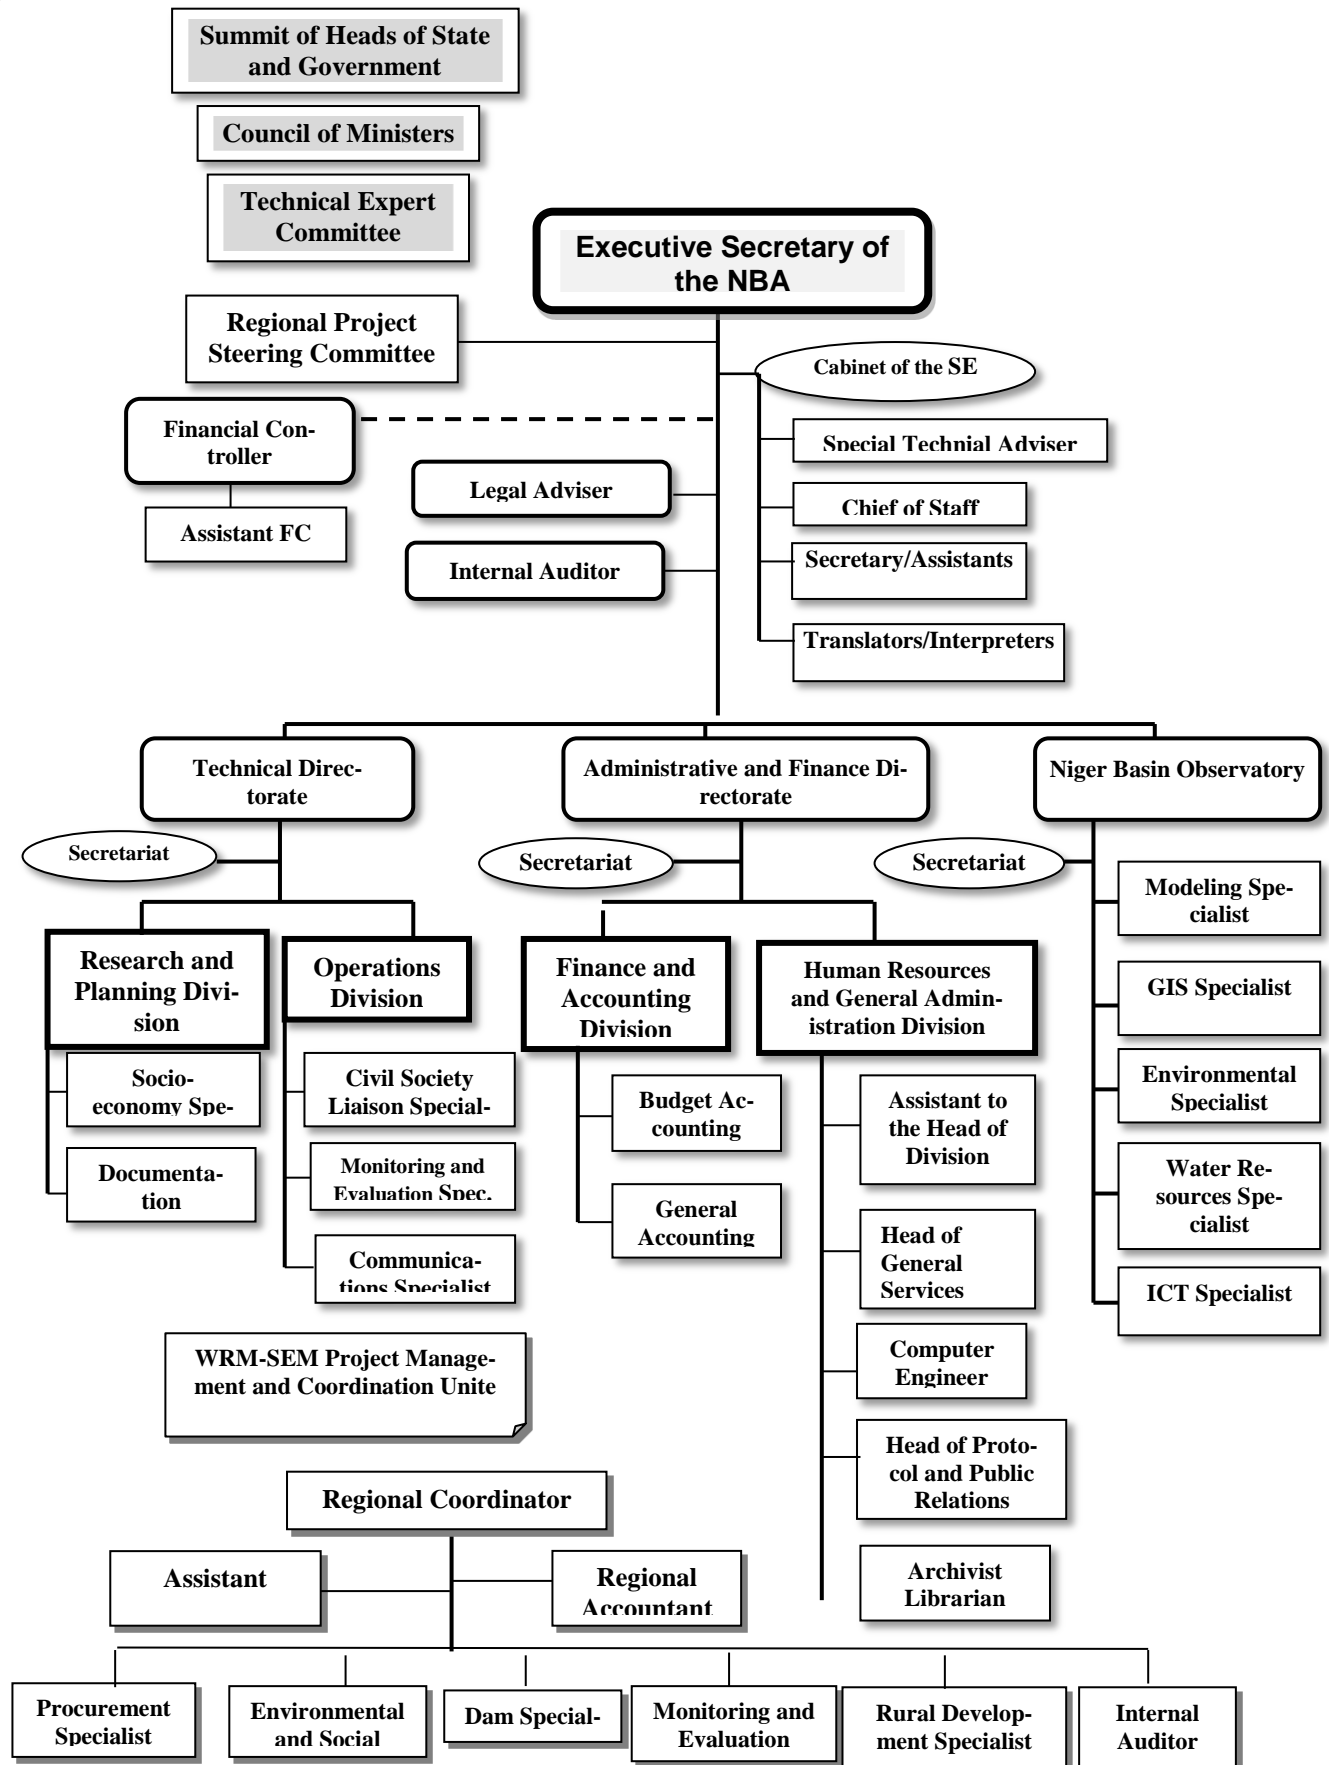 Summit of Heads of State
and Government
Council of Ministers
Technical Expert
Committee
Executive Secretary of
the NBA
Regional Project
Steering Committee
Cabinet of the SE
Financial Con-
troller
Special Technial Adviser
Legal Adviser
Chief of Staff
Assistant FC
Internal Auditor
Secretary/Assistants
Translators/Interpreters
Technical Direc-
torate
Administrative and Finance Di-
rectorate
Niger Basin Observatory
Secretariat
Secretariat
Secretariat
Modeling Spe-
cialist
Research and
Planning Divi-
sion
Operations
Division
Finance and
Accounting
Division
Human Resources
and General Admin-
istration Division
GIS Specialist
Socio-
economy Spe-
Civil Society
Liaison Special-
Budget Ac-
counting
Assistant to
the Head of
Division
Environmental
Specialist
Documenta-
tion
Monitoring and
Evaluation Spec.
General
Accounting
Water Re-
sources Spe-
cialist
Communica-
tions Specialist
Head of
General
Services
ICT Specialist
WRM-SEM Project Manage-
ment and Coordination Unite
Computer
Engineer
Head of Proto-
col and Public
Relations
Regional Coordinator
Assistant
Regional
Accountant
Archivist
Librarian
Procurement
Specialist
Environmental
and Social
Dam Special-
Monitoring and
Evaluation
Rural Develop-
ment Specialist
Internal
Auditor